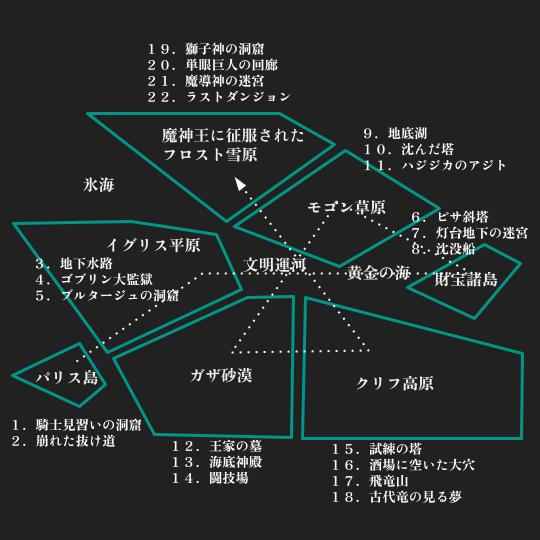 １９．獅子神の洞窟
２０．単眼巨人の回廊
２１．魔導神の迷宮
２２．ラストダンジョン
魔神王に征服された
フロスト雪原
９．地底湖
１０．沈んだ塔
１１．ハジジカのアジト
氷海
モゴン草原
６．ピサ斜塔
７．灯台地下の迷宮
８．沈没船
イグリス平原
３．地下水路
４．ゴブリン大監獄
５．ブルタージュの洞窟
文明運河
黄金の海
財宝諸島
パリス島
ガザ砂漠
クリフ高原
１．騎士見習いの洞窟
２．崩れた抜け道
１２．王家の墓
１３．海底神殿
１４．闘技場
１５．試練の塔
１６．酒場に空いた大穴
１７．飛竜山
１８．古代竜の見る夢